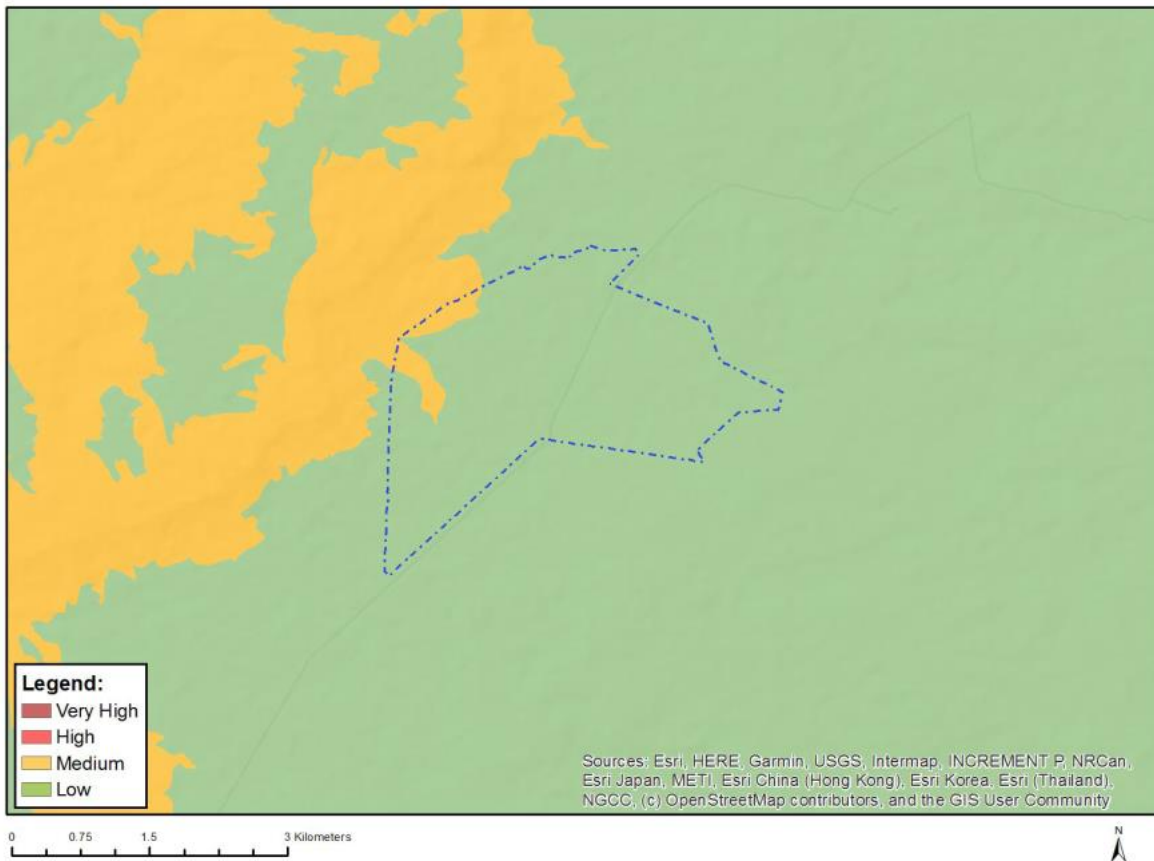 Legend:
Very High
High
Medium
Low
Sources: Esri, HERE, Garmin, USGS, Intermap, INCREMENT P, NRCan,
Esri Japan, METI, Esri China (Hong Kong), Esri Korea, Esri (Thailand),
NGCC, (c) OpenStreetMap contributors, and the GIS User Community
0 0.75 1.5 3 Kilometers
N